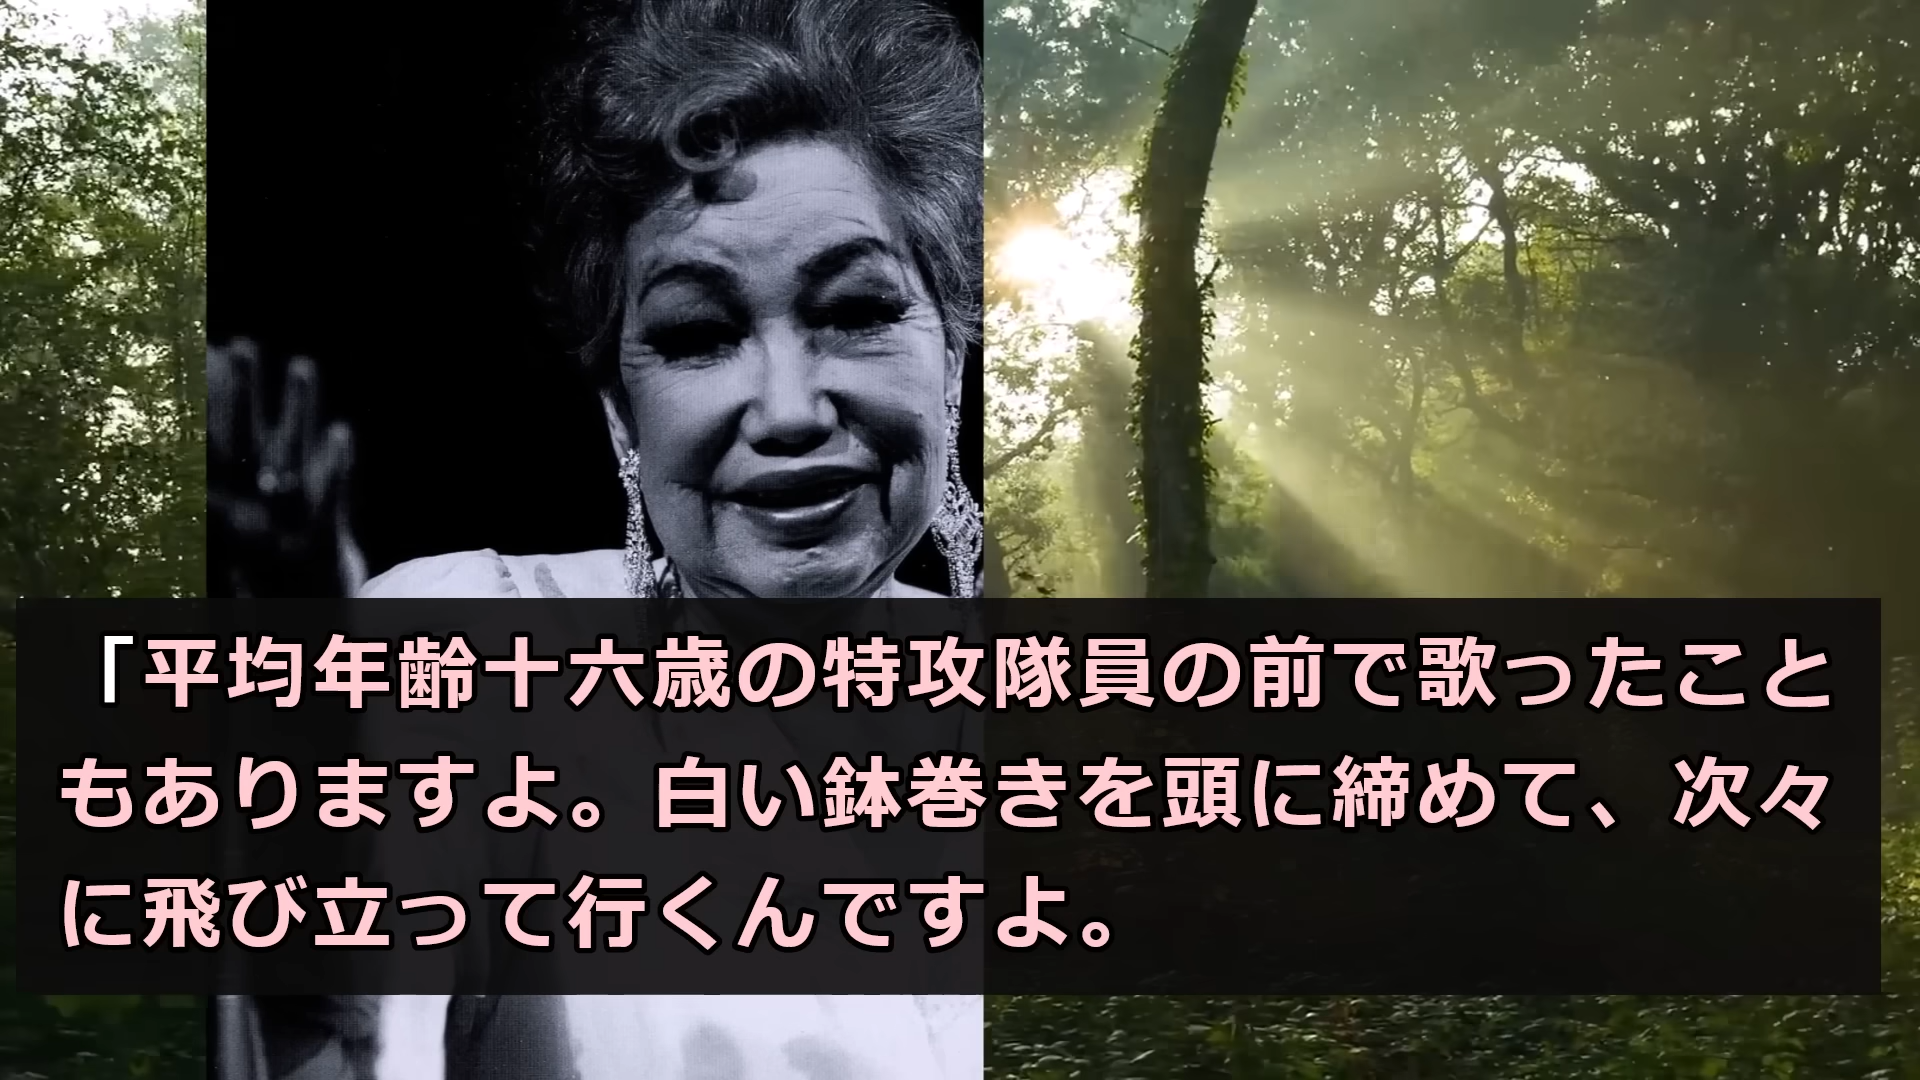 「平均年齢十六歳の特攻隊員の前で歌ったこと
もありますよ。白い鉢巻きを頭に締めて、次々
に飛び立って行くんですよ。